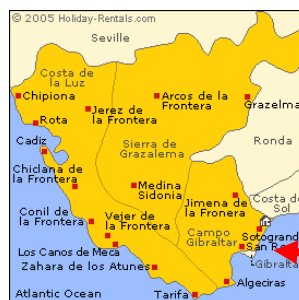 © 2005 Holiday-Rentals.com
Seville
Costa de
la Luz
Chipiona
Arcos de la
Frontera
Grazelma
Jerez de
la Frontera
Rota
Cadiz
Sierra de
Grazalema
Ronda
Chiclana de
la Frontera
Medina
Sidonia
Jimena de
la Fronera
Costa de
Sol
Conil de
la Frontera
Vejer de
la Frontera
Campo
Gibraltar
Sotogrande
San Ro
Los Canos de Meca
Zahara de los Atunes
Gibralta
Algeciras
Atlantic Ocean
Tarifa